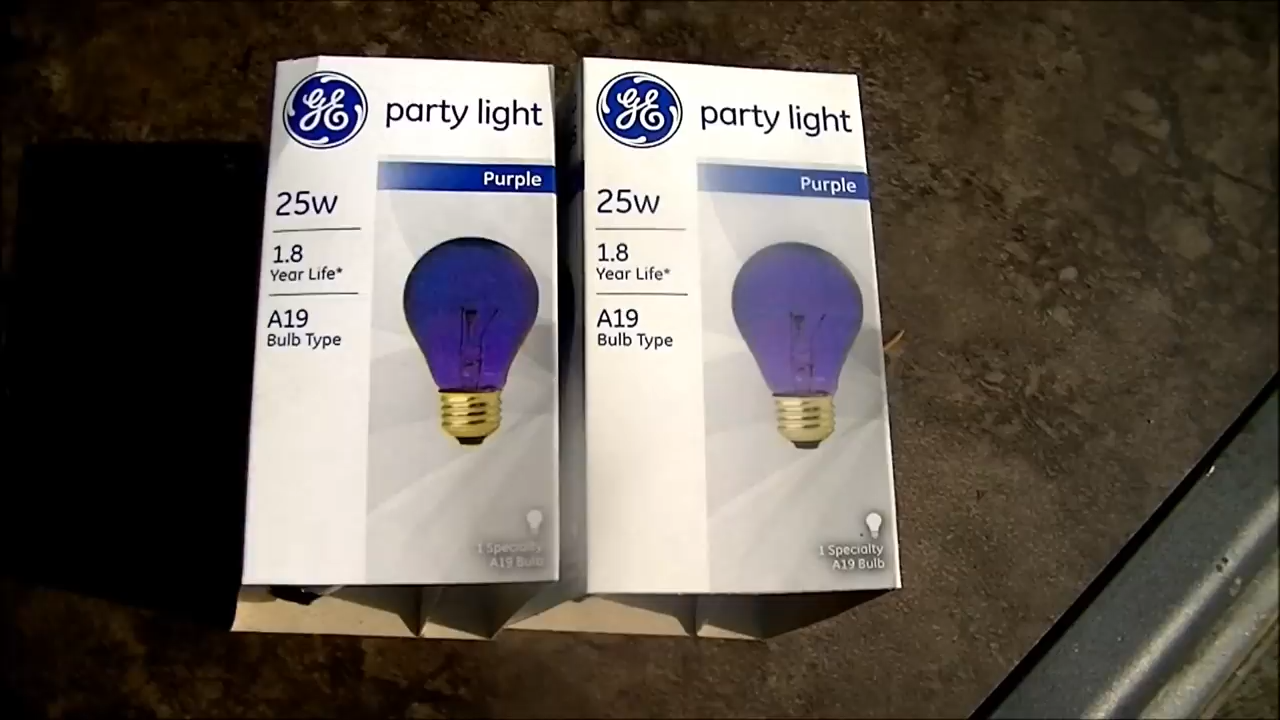 GE party light
Purple
25w
1.8
Year Life*
A19
Bulb Type
1 Specialty
A19 Bulb
GE party light
Purple
25w
1.8
Year Life*
A19
Bulb Type
1 Specialty
A19 Bulb